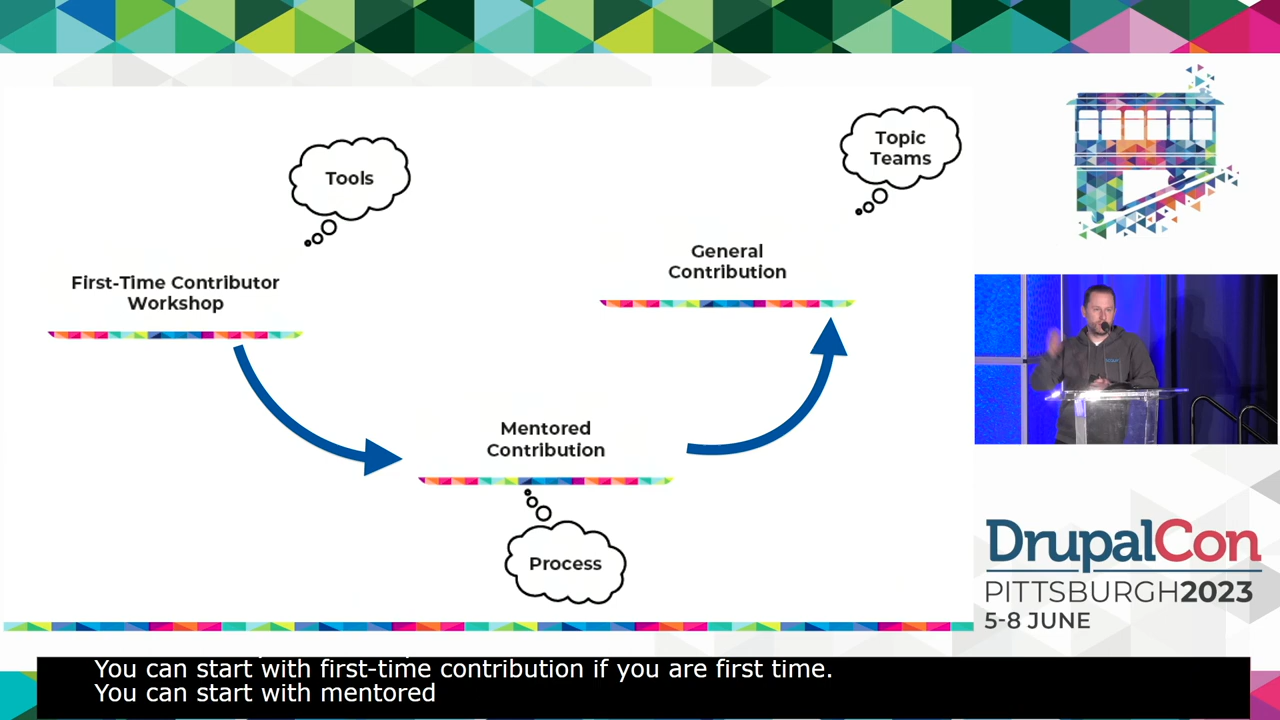 Tools
Topic
Teams
First-Time Contributor
Workshop
General
Contribution
Mentored
Contribution
Process
DrupalCon
PITTSBURGH2023
5-8 JUNE
You can start with first-time contribution if you are first time.
You can start with mentored